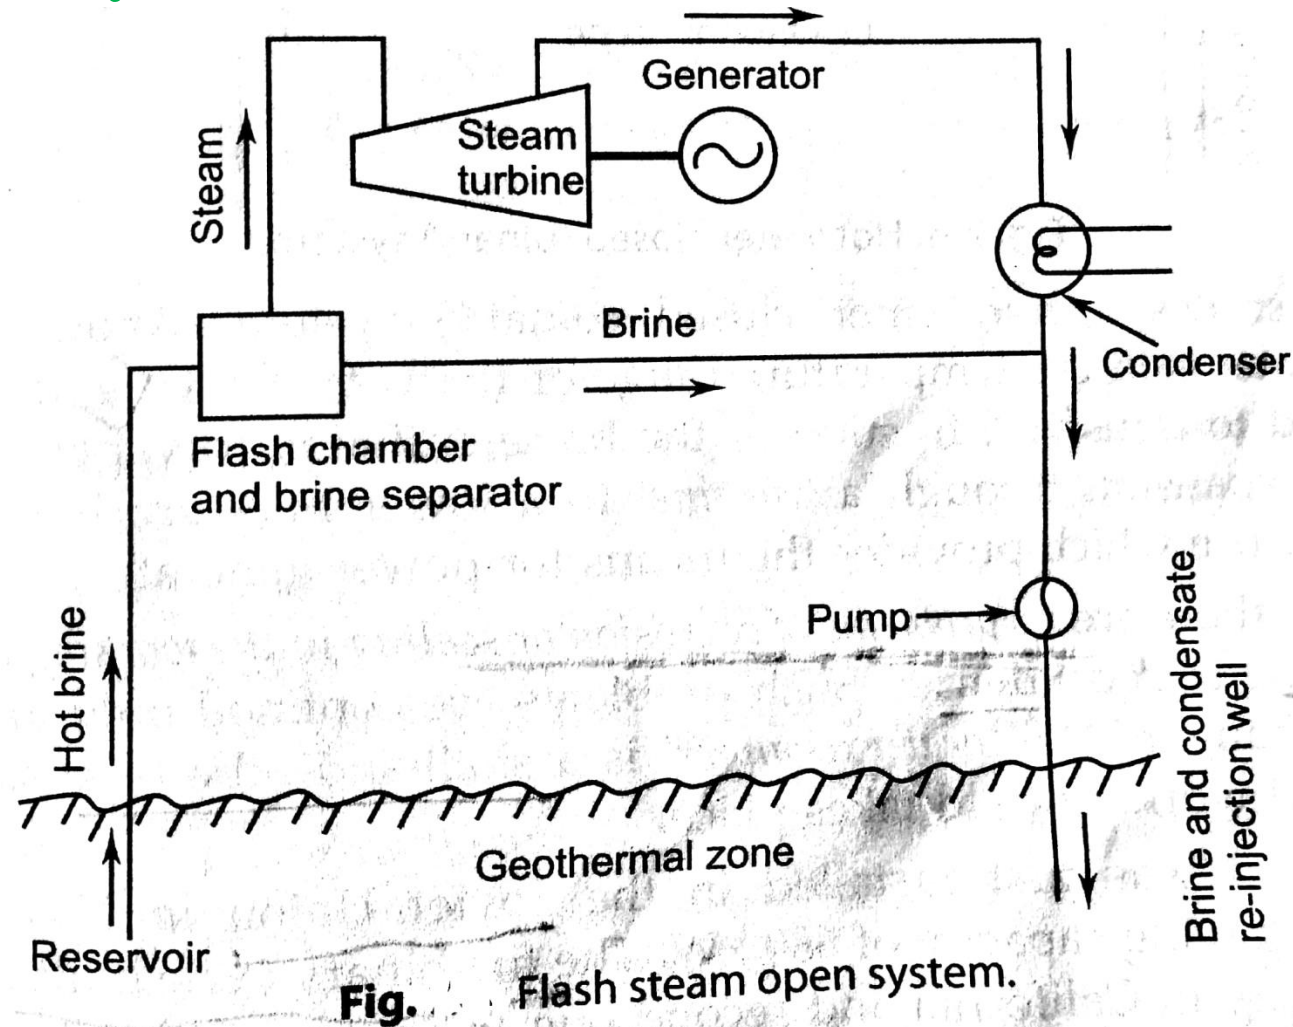 Generator
Steam
turbine
Steam
Brine
Condenser
Flash chamber
and brine separator
Pump
Hot brine
Brine and condensate
re-injection well
Geothermal zone
Reservoir
Fig. Flash steam open system.